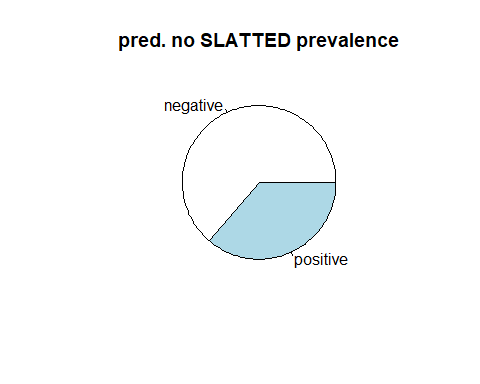 pred. no SLATTED prevalence
negative
positive